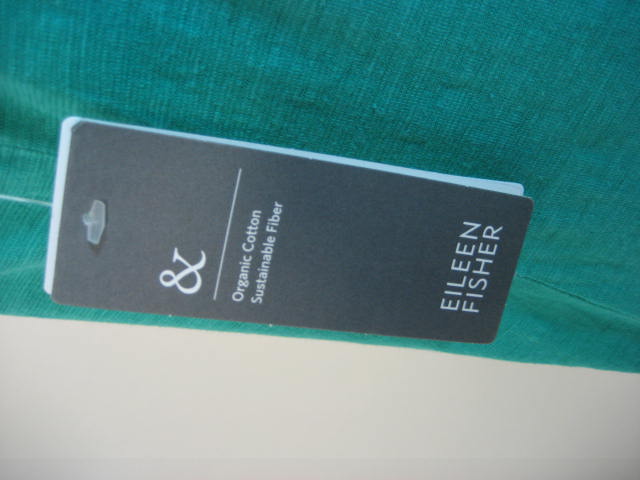 &
Organic Cotton
Sustainable Fiber
EILEEN
FISHER